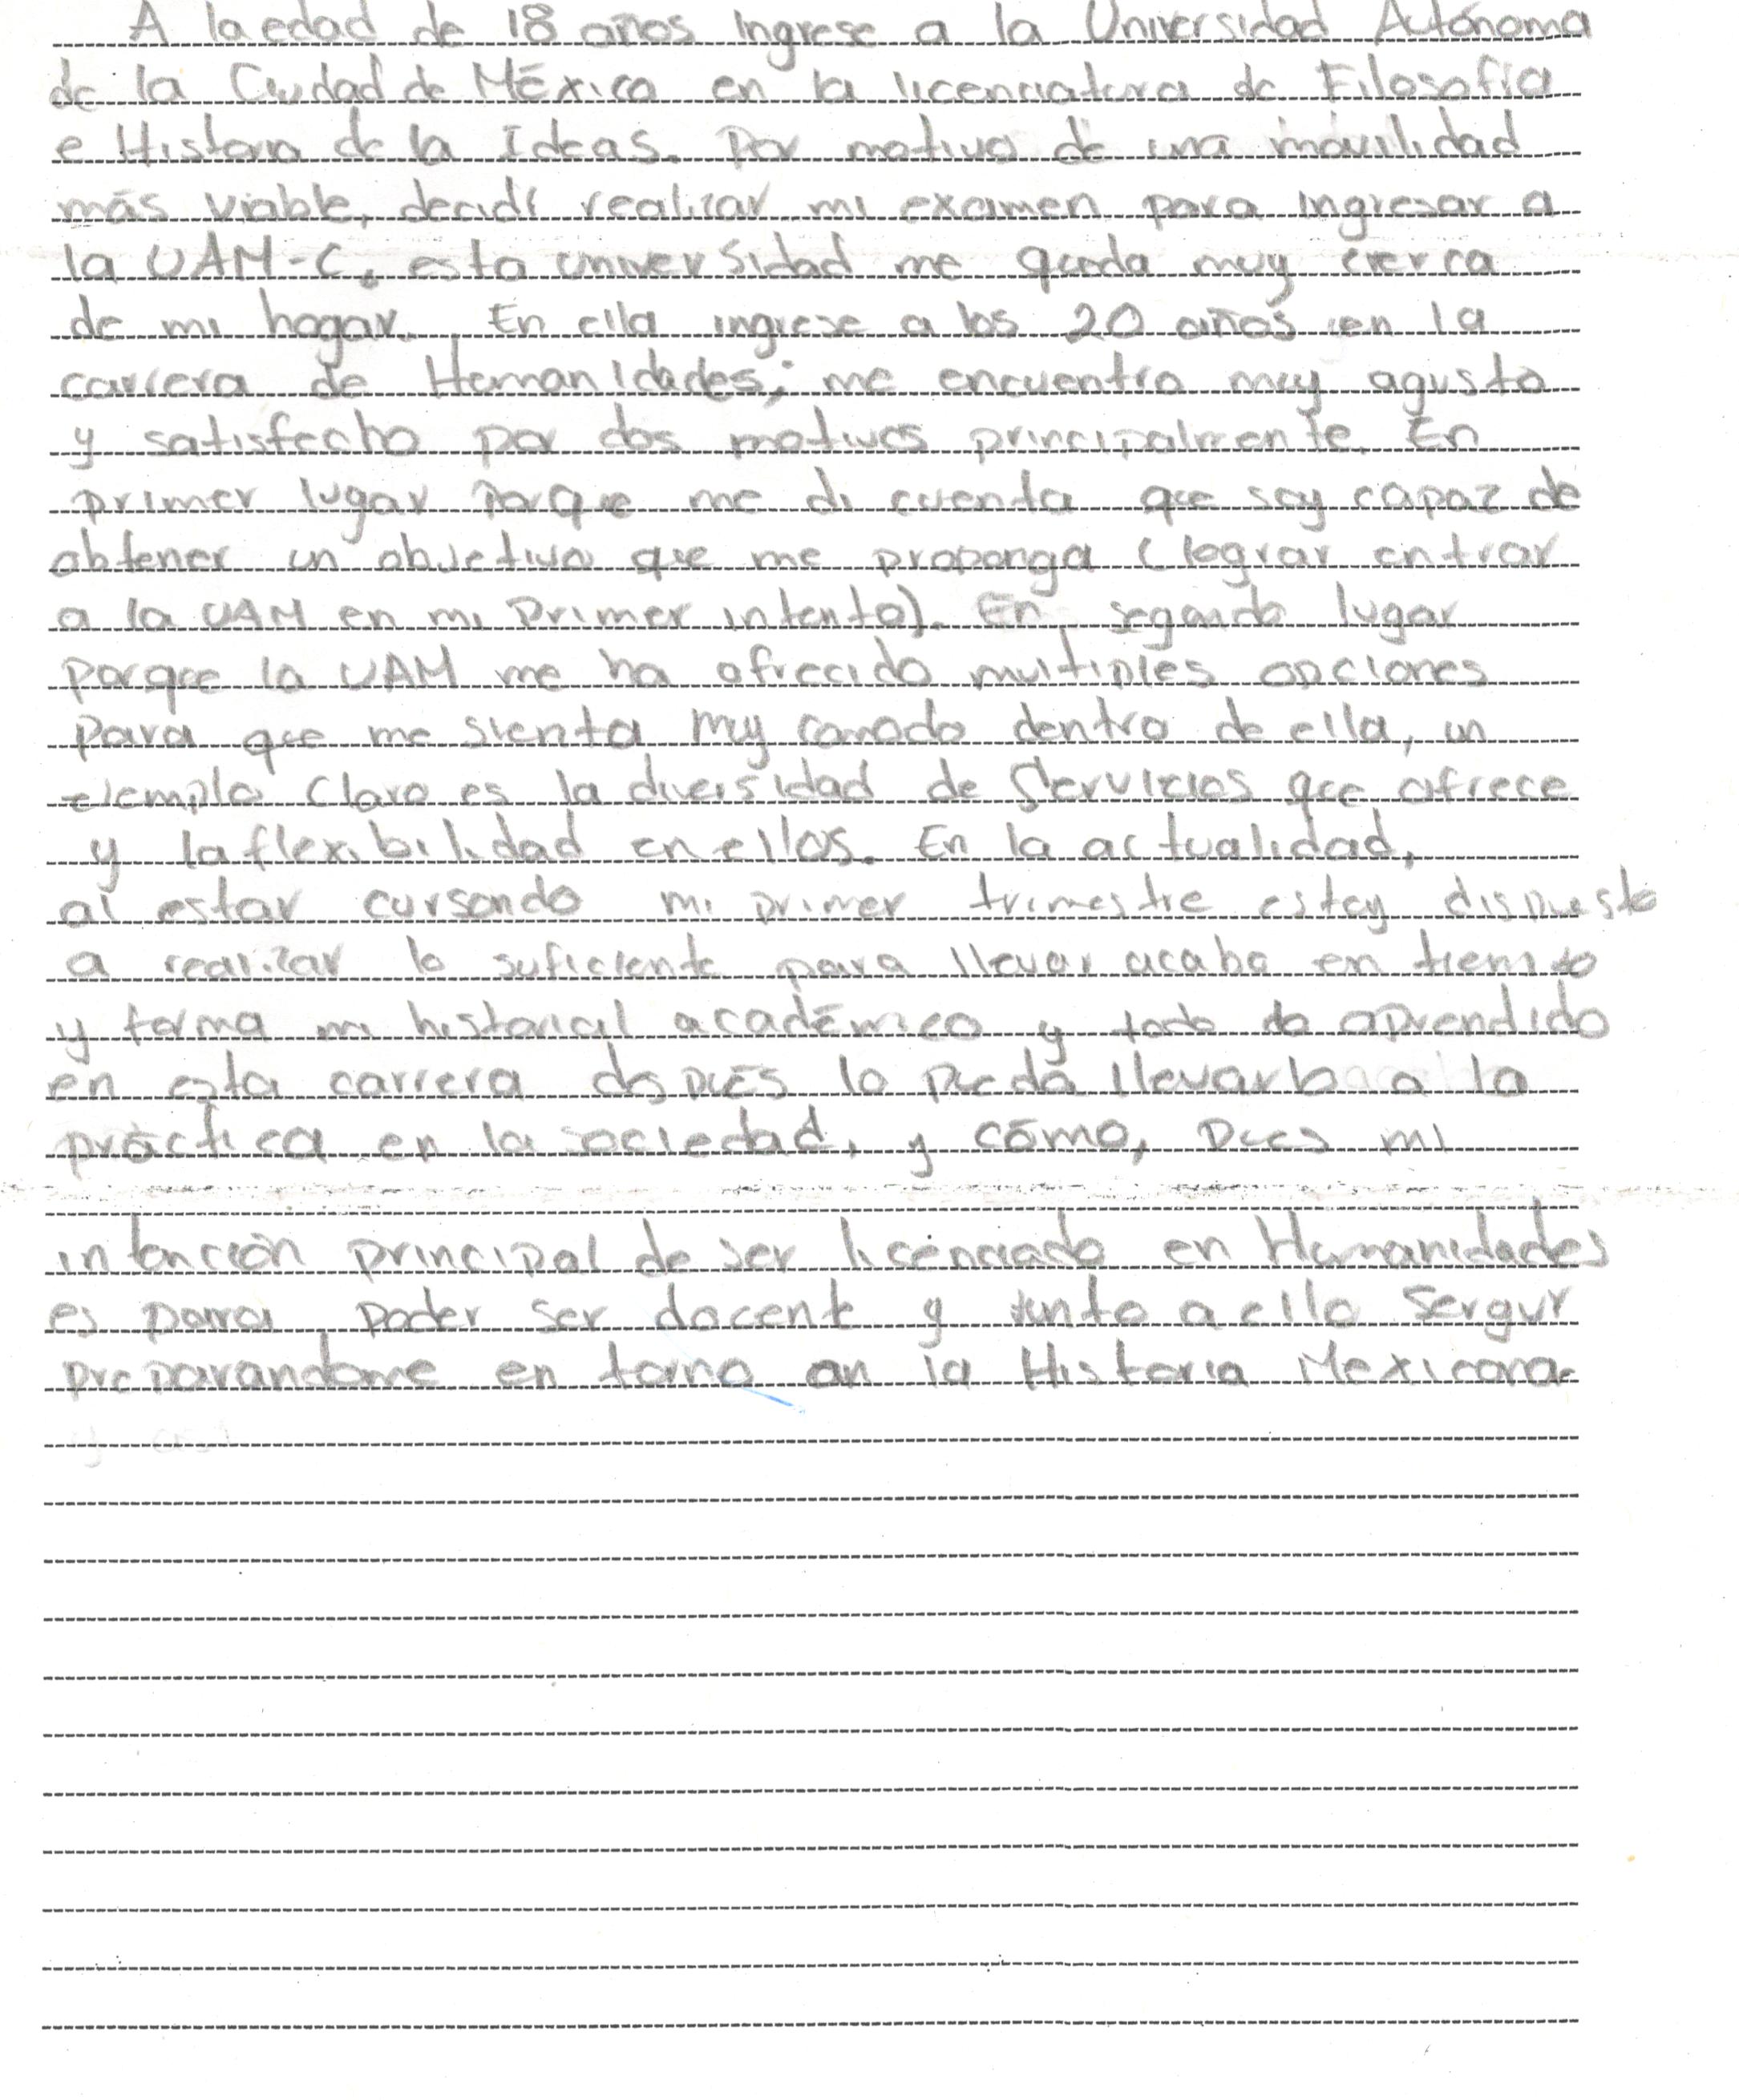 A la edad de 18 años ingrese a la Universidad Autónoma
de la Ciudad de México en la licenciatura de Filosofía
e Historia de la Ideas. Por motivo de una movilidad
más viable, decidí realizar mi examen para ingresar a
la UAM-C, esta universidad me queda muy cerca
de mi hogar. En ella ingrese a los 20 años en la
carrera de Humanidades; me encuentro muy agusto
y satisfecho por dos motivos principalmente. En
primer lugar porque me di cuenta que soy capaz de
obtener un objetivo que me proponga (lograr entrar
a la UAM en mi primer intento). En segundo lugar
porque la UAM me ha ofrecido multiples opciones
para que me sienta my comodo dentro de ella, un
ejemplo claro es la diversidad de servicios que ofrece
y la flexibilidad en ellos. En la actualidad,
al estar cursando mi primer trimestre estoy dispuesto
a realizar lo suficiente para llevar acabo en tiempo
y forma mi historial académico y todo lo aprendido
en esta carrera después lo pueda llevarlo a la
práctica en la sociedad, y cómo, pues mi
intención principal de ser licenciado en Humanidades
es para poder ser docente y junto a ello serguir
preparandome en torno an la Historia Mexicana